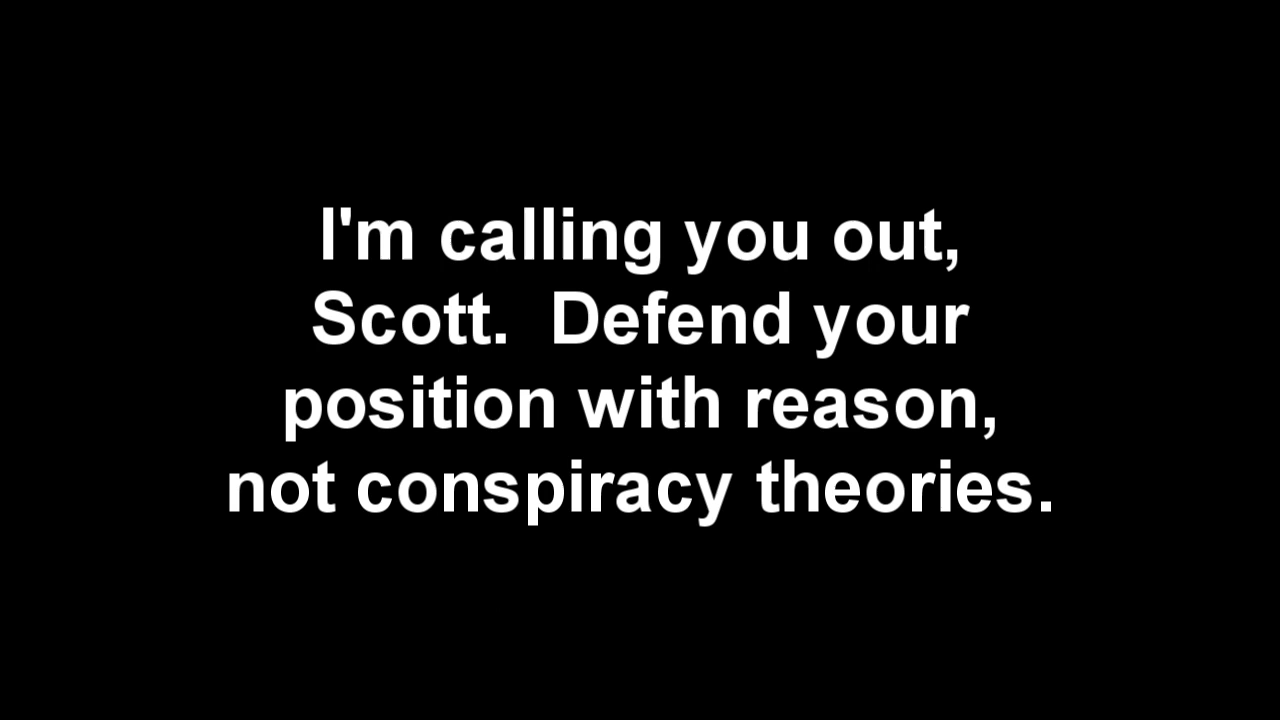 I'm calling you out,
Scott.  Defend your
position with reason,
not conspiracy theories.